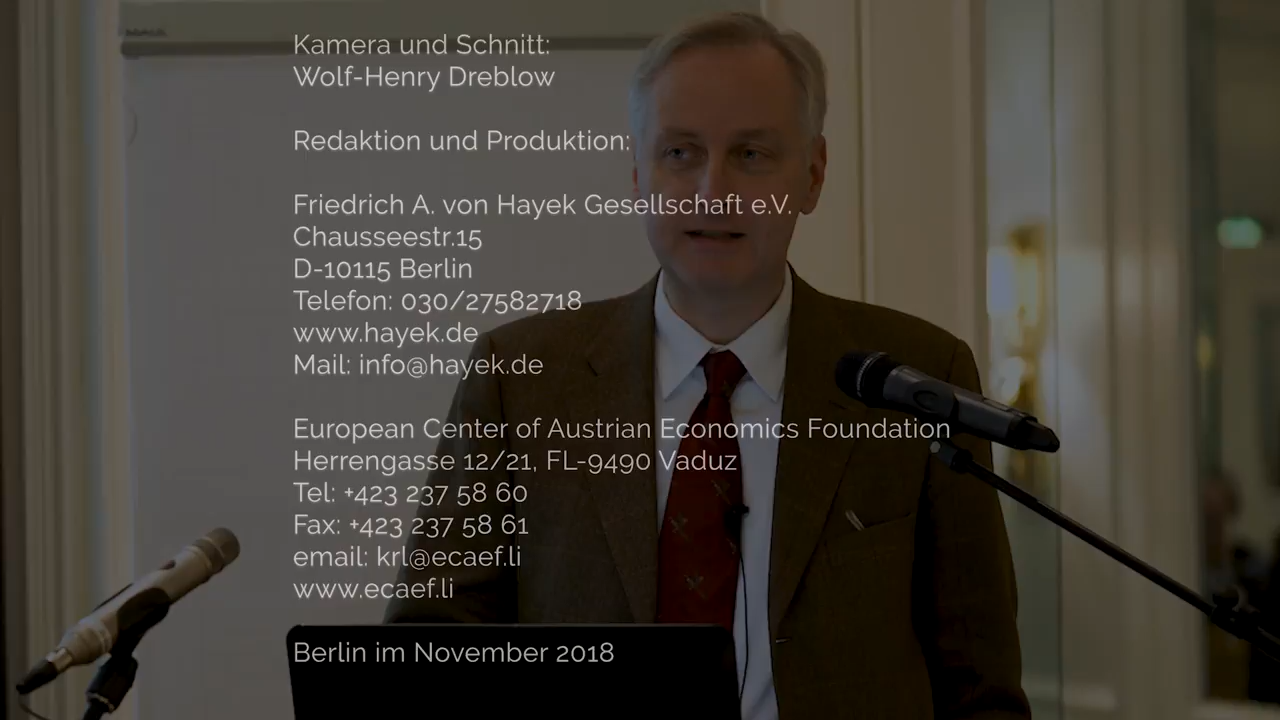 Kamera und Schnitt:
Wolf-Henry Dreblow
Redaktion und Produktion:
Friedrich A. von Hayek Gesellschaft e.V.
Chausseestr.15
D-10115 Berlin
Telefon: 030/27582718
www.hayek.de
Mail: info@hayek.de
European Center of Austrian Economics Foundation
Herrengasse 12/21, FL-9490 Vaduz
Tel: +423 237 58 60
Fax: +423 237 58 61
email: krl@ecaef.li
www.ecaef.li
Berlin im November 2018